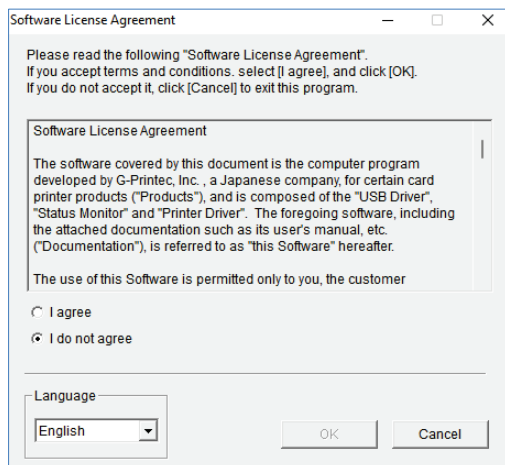 Software License Agreement
Please read the following "Software License Agreement".
If you accept terms and conditions. select [I agree], and click [OK].
If you do not accept it, click [Cancel] to exit this program.
Software License Agreement
The software covered by this document is the computer program
developed by G-Printec, Inc. , a Japanese company, for certain card
printer products ("Products"), and is composed of the "USB Driver",
"Status Monitor" and "Printer Driver".  The foregoing software, including
the attached documentation such as its user's manual, etc.
("Documentation"), is referred to as "this Software" hereafter.
The use of this Software is permitted only to you, the customer
I agree
I do not agree
Language
English
OK
Cancel